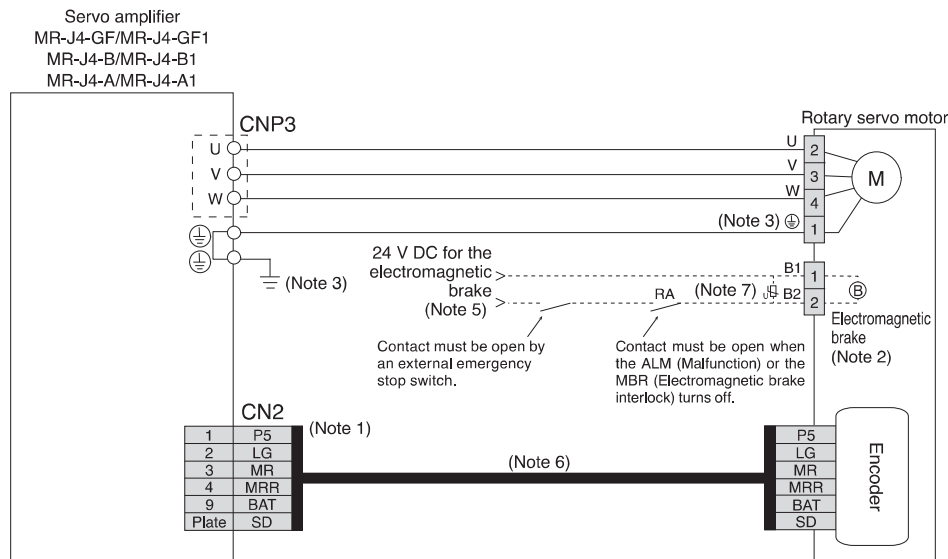 Servo amplifier
MR-J4-GF/MR-J4-GF1
MR-J4-B/MR-J4-B1
MR-J4-A/MR-J4-A1
CNP3
Rotary servo motor
U
U
2
V
V
3
M
W
W
4
(Note 3)
1
(Note 3)
24 V DC for the
electromagnetic
brake
(Note 5)
B1
1
RA
(Note 7)
U
B2
2
B
Electromagnetic
brake
(Note 2)
Contact must be open by
an external emergency
stop switch.
Contact must be open when
the ALM (Malfunction) or the
MBR (Electromagnetic brake
interlock) turns off.
CN2
(Note 1)
(Note 6)
1 P5
2 LG
3 MR
4 MRR
9 BAT
Plate SD
P5
LG
MR
MRR
BAT
SD
Encoder